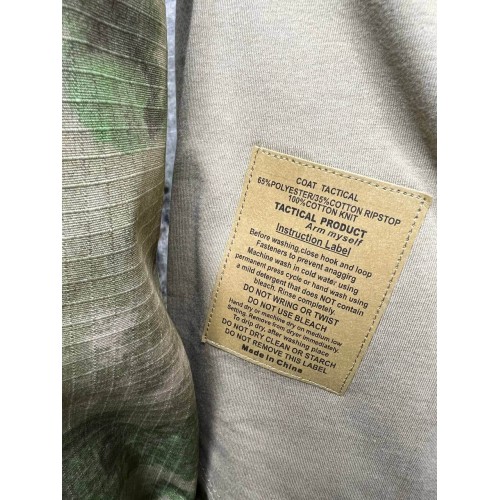 COAT TACTICAL
65%POLYESTER/35%COTTON RIPSTOP
100%COTTON KNIT
TACTICAL PRODUCT
Arm myself
Instruction Label
Before washing,close hook and loop
Fasteners to prevent anaggirg
Machine wash in cold water using
permanent press cycle or hand wash using
a mild detergent that does NOT contain
bleach. Rinse completely.
DO NOT WRING OR TWIST
DO NOT USE BLEACH
Hand dry or machine dry on medium low
setting. Remove from dryer immediately.
To drip dry, after washing place
DO NOT DRY CLEAN OR STARCH
DO NOT REMOVE THIS LABEL
Made in China